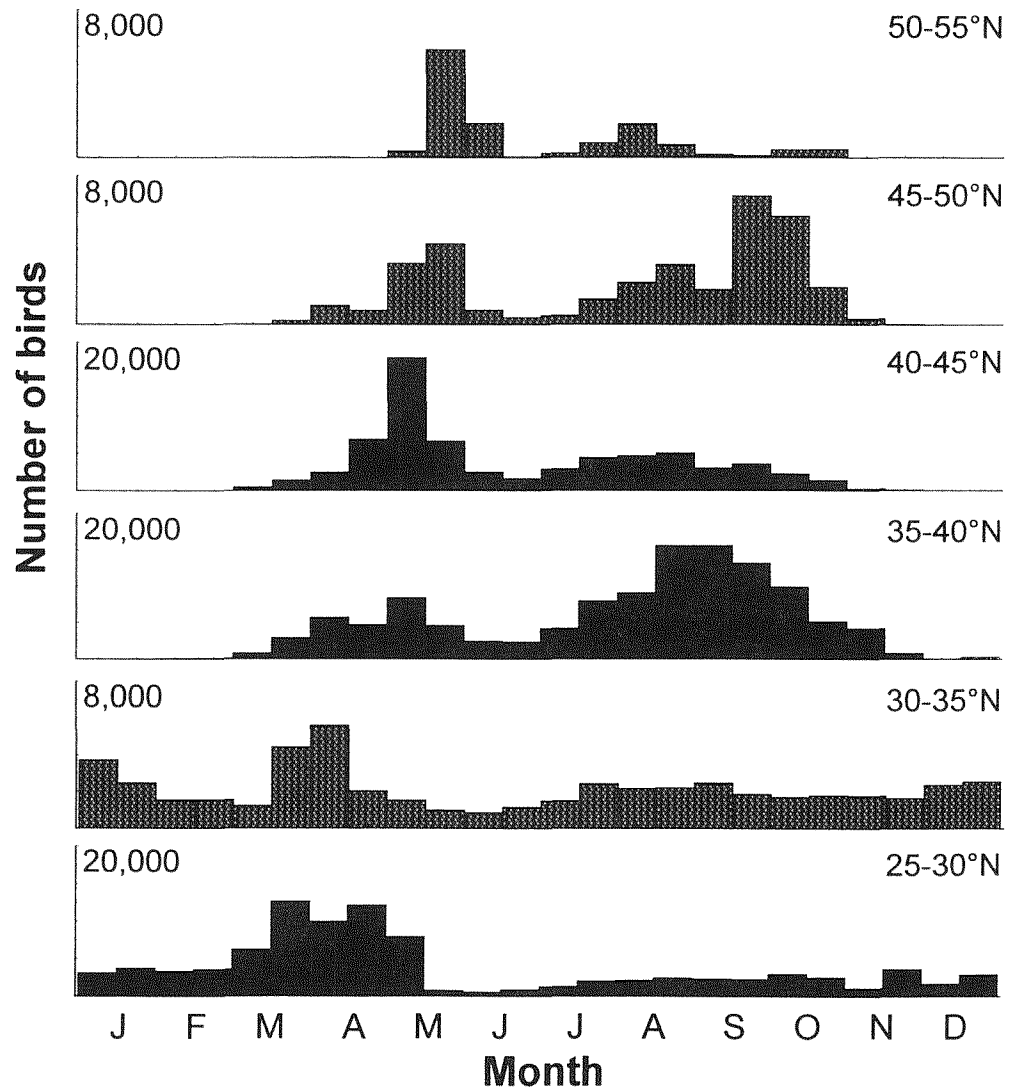 8,000 50-55°N
8,000 45-50°N
20,000 40-45°N
20,000 35-40°N
8,000 30-35°N
20,000 25-30°N
Number of birds
J F M A M J J A S O N D
Month